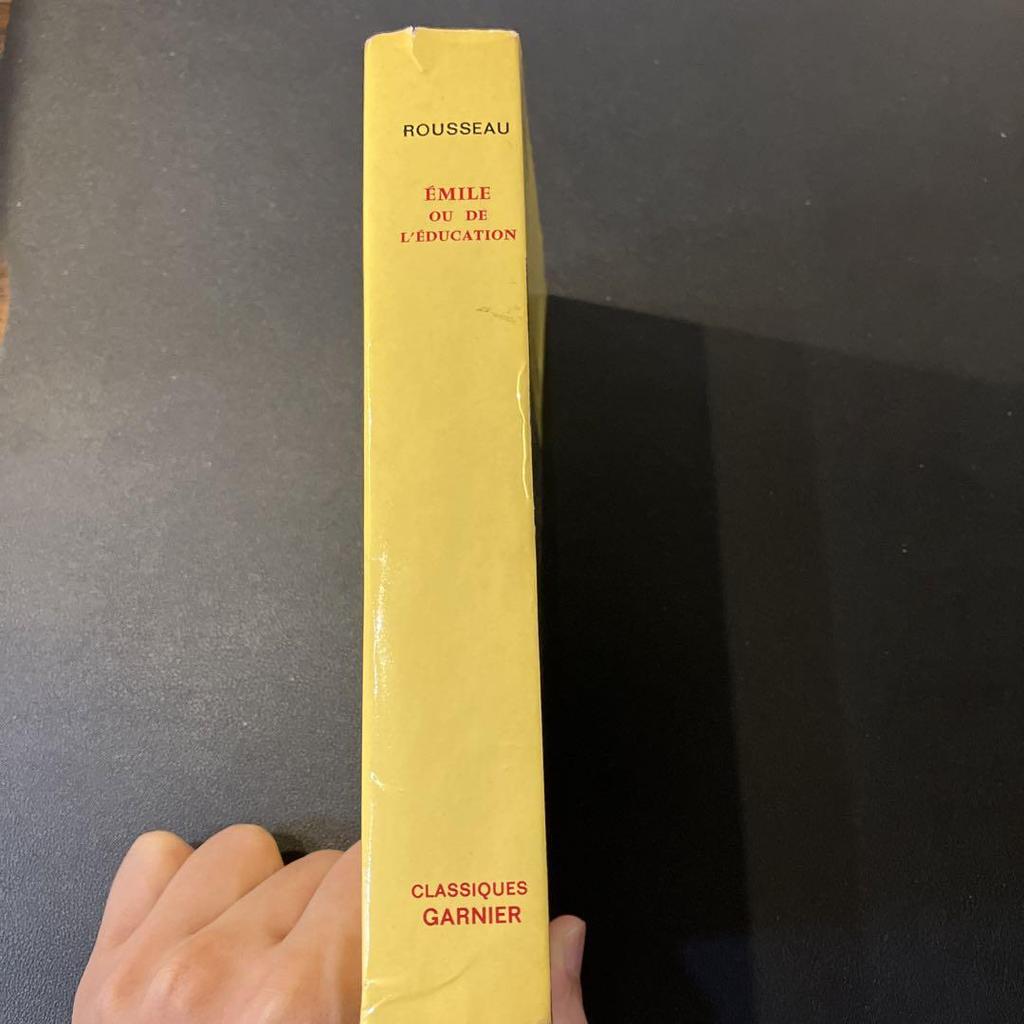 ROUSSEAU
ÉMILE
OU DE
L'ÉDUCATION
CLASSIQUES
GARNIER